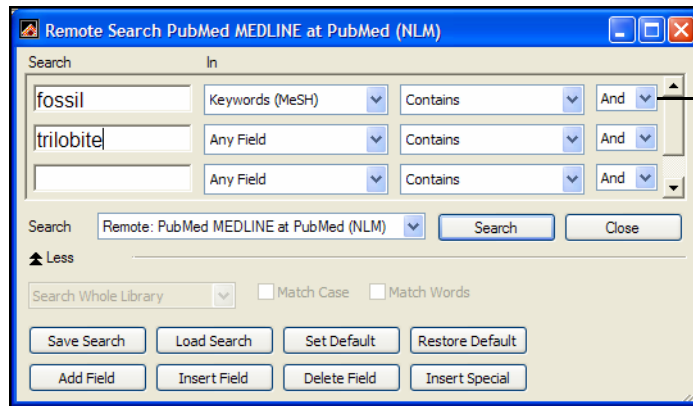 Remote Search PubMed MEDLINE at PubMed (NLM)
Search In
fossil Keywords (MeSH) Contains And
trilobite Any Field Contains And
Any Field Contains And
Search Remote: PubMed MEDLINE at PubMed (NLM) Search Close
Less
Search Whole Library Match Case Match Words
Save Search Load Search Set Default Restore Default
Add Field Insert Field Delete Field Insert Special